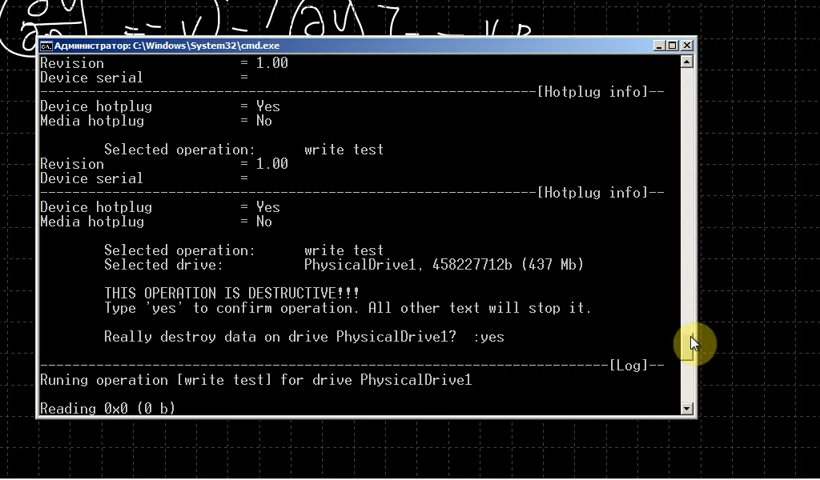 Администратор: C:\Windows\System32\cmd.exe
Revision = 1.00
Device serial =
[Hotplug info]
Device hotplug = Yes
Media hotplug = No
Selected operation: write test
Revision = 1.00
Device serial =
[Hotplug info]
Device hotplug = Yes
Media hotplug = No
Selected operation: write test
Selected drive: PhysicalDrive1, 458227712b (437 Mb)
THIS OPERATION IS DESTRUCTIVE!!!
Type 'yes' to confirm operation. All other text will stop it.
Really destroy data on drive PhysicalDrive1? :yes
[Log]
Runing operation [write test] for drive PhysicalDrive1
Reading 0x0 (0 b)